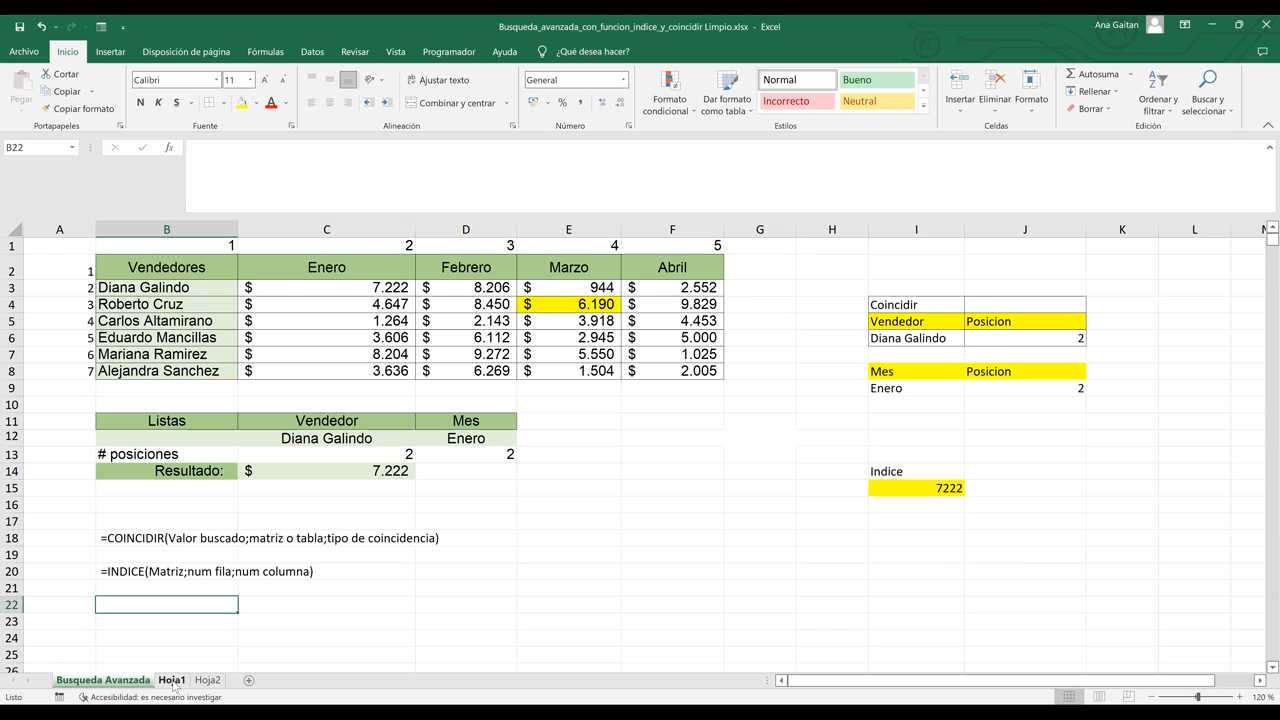 Busqueda_avanzada_con_funcion_indice_y_coincidir Limpio.xlsx - Excel
Ana Gaitan
Archivo Inicio Insertar Disposición de página Fórmulas Datos Revisar Vista Programador Ayuda ¿Qué desea hacer?
Pegar
Cortar
Copiar
Copiar formato
Portapapeles
Calibri 11
N K S
Fuente
Ajustar texto
Combinar y centrar
Alineación
General
Número
Formato condicional
Dar formato como tabla
Normal Bueno
Incorrecto Neutral
Estilos
Insertar Eliminar Formato
Celdas
Autosuma
Rellenar
Borrar
Ordenar y filtrar
Buscar y seleccionar
Edición
B22 fx
A B C D E F G H I J K L M
1 1 2 3 4 5
2 1 Vendedores Enero Febrero Marzo Abril
3 2 Diana Galindo $ 7.222 $ 8.206 $ 944 $ 2.552
4 3 Roberto Cruz $ 4.647 $ 8.450 $ 6.190 $ 9.829 Coincidir
5 4 Carlos Altamirano $ 1.264 $ 2.143 $ 3.918 $ 4.453 Vendedor Posicion
6 5 Eduardo Mancillas $ 3.606 $ 6.112 $ 2.945 $ 5.000 Diana Galindo 2
7 6 Mariana Ramirez $ 8.204 $ 9.272 $ 5.550 $ 1.025
8 7 Alejandra Sanchez $ 3.636 $ 6.269 $ 1.504 $ 2.005 Mes Posicion
9 Enero 2
10
11 Listas Vendedor Mes
12 Diana Galindo Enero
13 # posiciones 2 2
14 Resultado: $ 7.222 Indice
15 7222
16
17
18 =COINCIDIR(Valor buscado;matriz o tabla;tipo de coincidencia)
19
20 =INDICE(Matriz;num fila;num columna)
21
22
23
24
25
26
Busqueda Avanzada Hoja1 Hoja2
Listo Accesibilidad: es necesario investigar 120 %